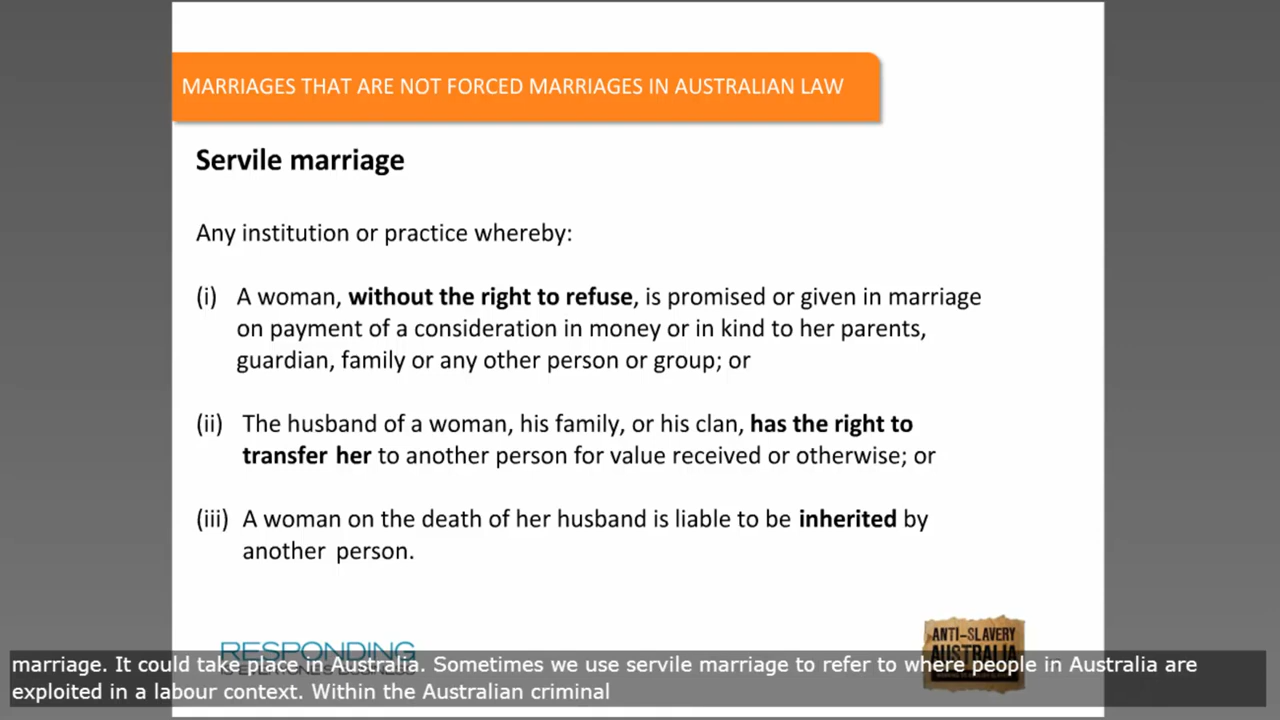 MARRIAGES THAT ARE NOT FORCED MARRIAGES IN AUSTRALIAN LAW
Servile marriage
Any institution or practice whereby:
(i) A woman, without the right to refuse, is promised or given in marriage
on payment of a consideration in money or in kind to her parents,
guardian, family or any other person or group; or
(ii) The husband of a woman, his family, or his clan, has the right to
transfer her to another person for value received or otherwise; or
(iii) A woman on the death of her husband is liable to be inherited by
another person.
RESPONDING
ANTI-SLAVERY
AUSTRALIA
marriage. It could take place in Australia. Sometimes we use servile marriage to refer to where people in Australia are
exploited in a labour context. Within the Australian criminal